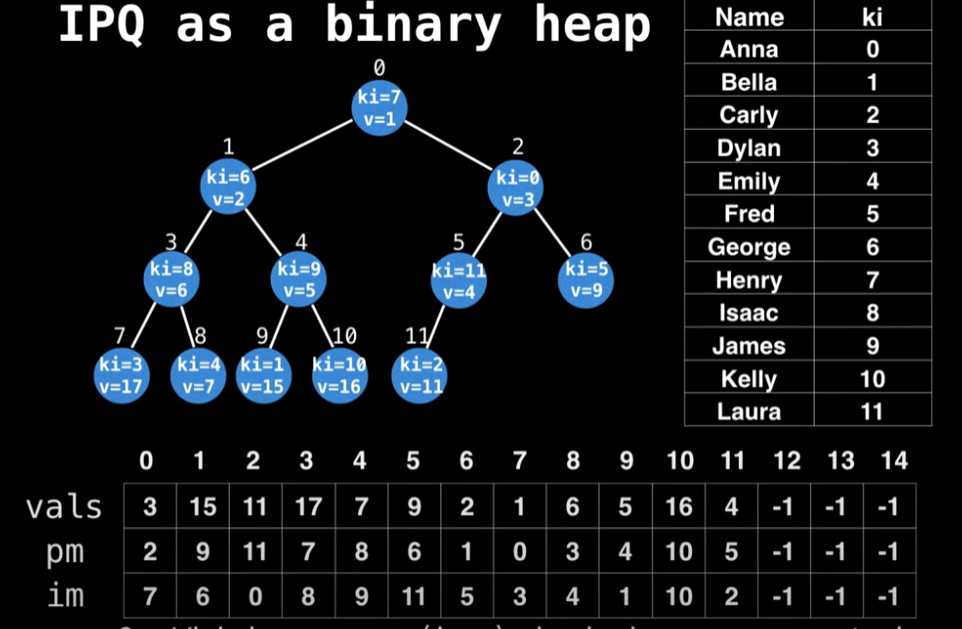 IPQ as a binary heap
Name ki
Anna 0
Bella 1
Carly 2
Dylan 3
Emily 4
Fred 5
George 6
Henry 7
Isaac 8
James 9
Kelly 10
Laura 11
0
ki=7
v=1
1 2
ki=6 ki=0
v=2 v=3
3 4 5 6
ki=8 ki=9 ki=11 ki=5
v=6 v=5 v=4 v=9
7 8 9 10 11
ki=3 ki=4 ki=1 ki=10 ki=2
v=17 v=7 v=15 v=16 v=11
0 1 2 3 4 5 6 7 8 9 10 11 12 13 14
vals 3 15 11 17 7 9 2 1 6 5 16 4 -1 -1 -1
pm 2 9 11 7 8 6 1 0 3 4 10 5 -1 -1 -1
im 7 6 0 8 9 11 5 3 4 1 10 2 -1 -1 -1